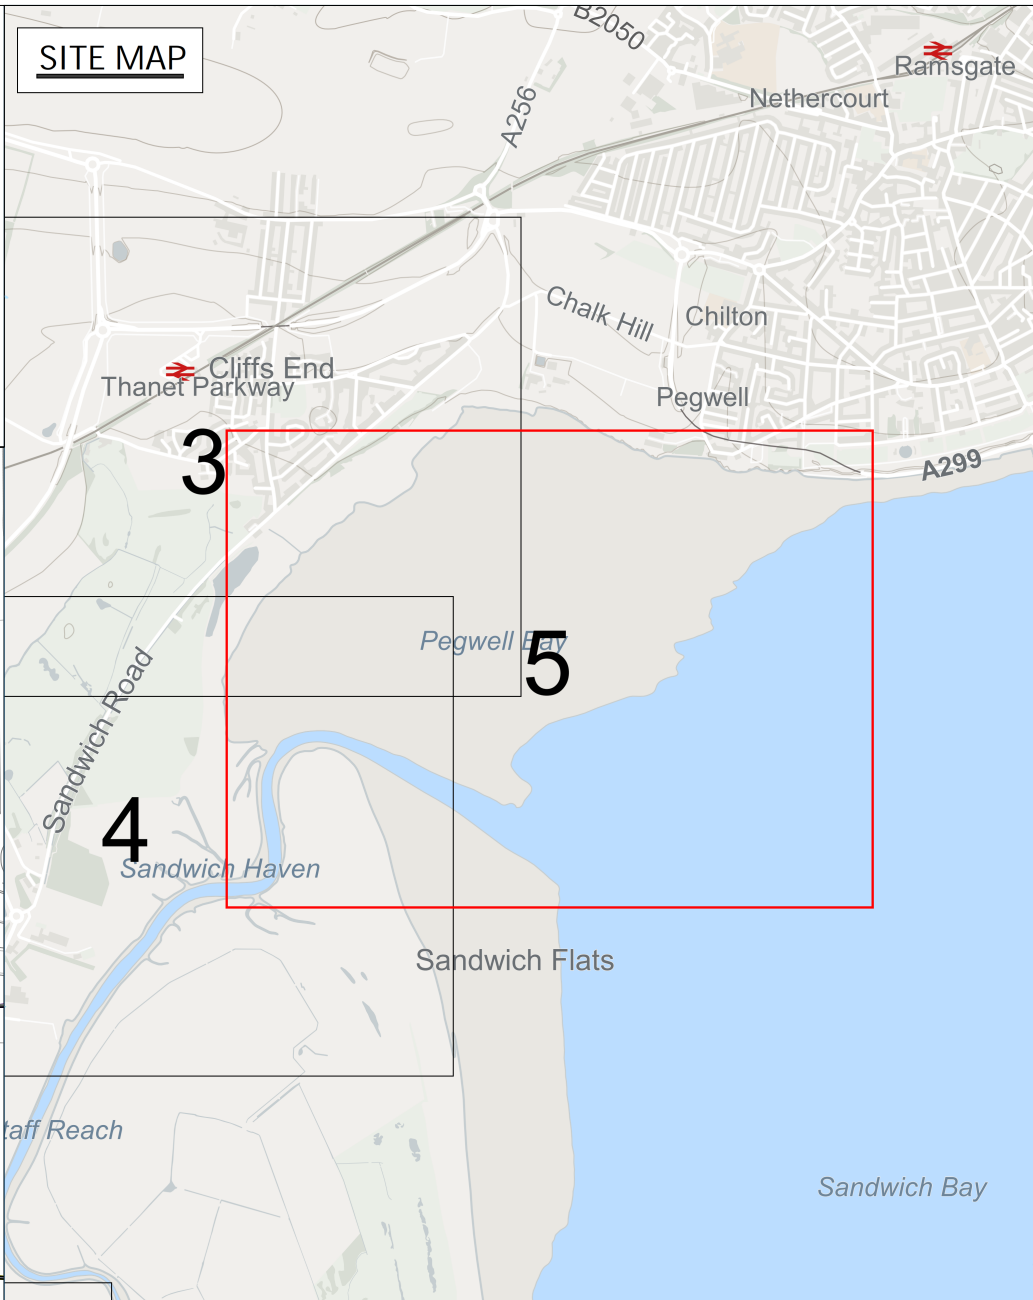 SITE MAP
B2050
Ramsgate
Nethercourt
A256
Chalk Hill
Chilton
Cliffs End
Thanet Parkway
Pegwell
3
A299
Pegwell Bay
5
Sandwich Road
4
Sandwich Haven
Sandwich Flats
taff Reach
Sandwich Bay